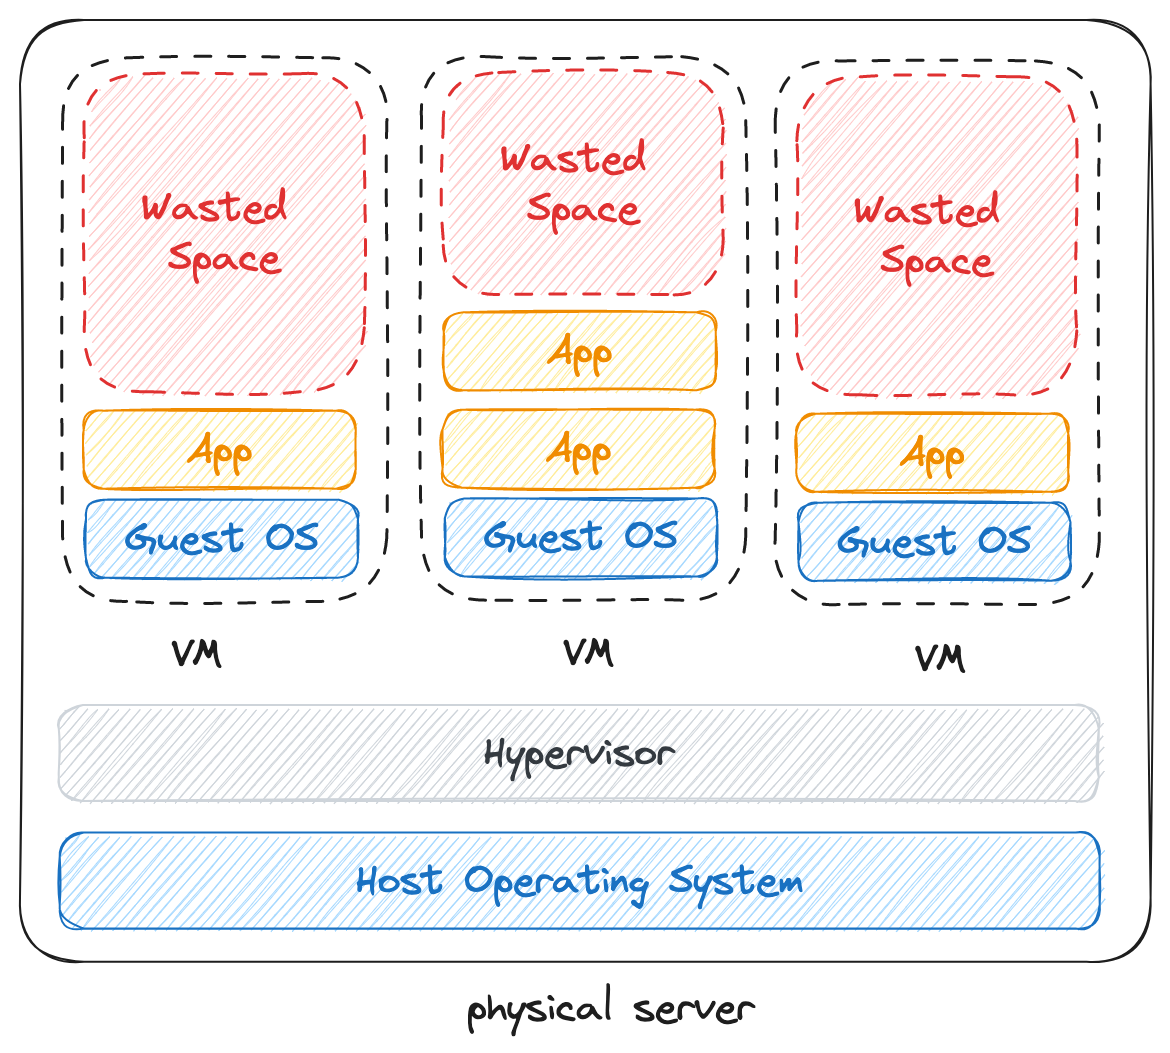 Wasted
Space
App
Guest OS
VM
Wasted
Space
App
App
Guest OS
VM
Wasted
Space
App
Guest OS
VM
Hypervisor
Host Operating System
physical server